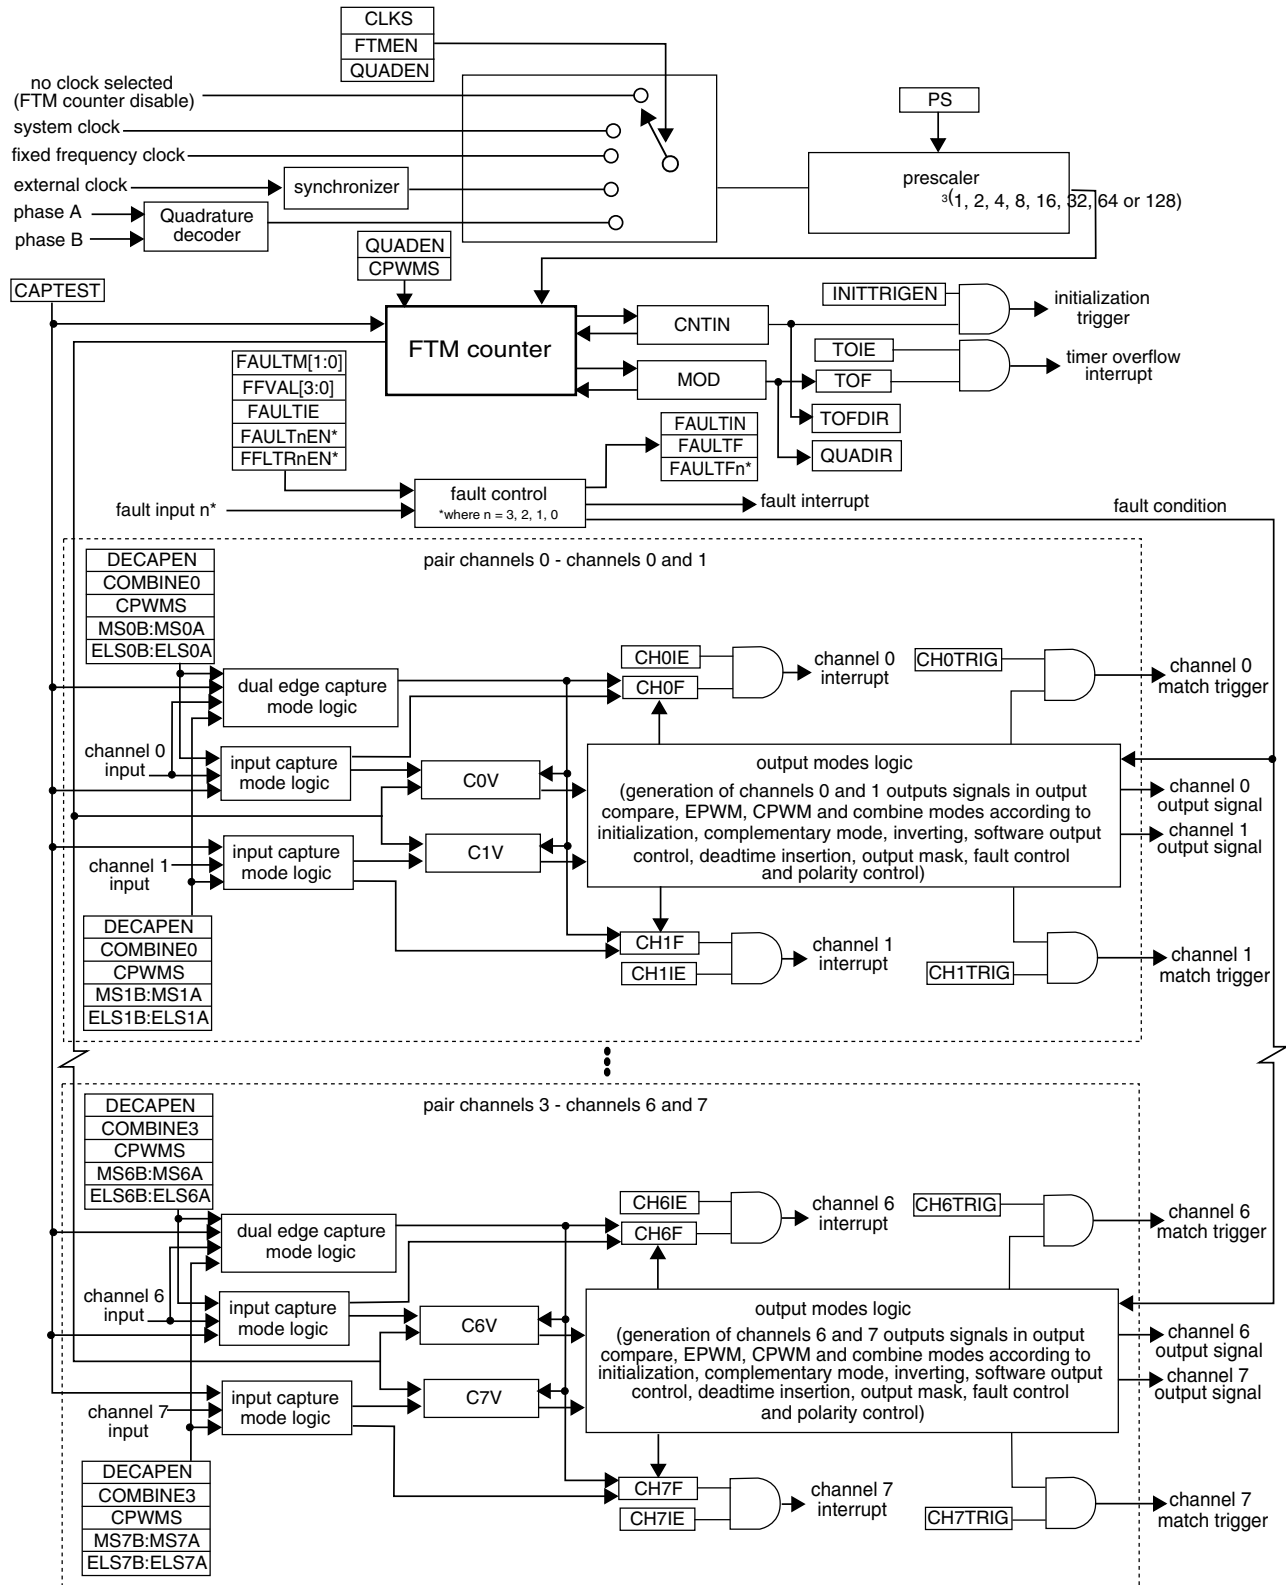 CLKS
FTMEN
QUADEN
no clock selected
(FTM counter disable)
system clock
fixed frequency clock
external clock
synchronizer
phase A
phase B
Quadrature
decoder
PS
prescaler
3(1, 2, 4, 8, 16, 32, 64 or 128)
QUADEN
CPWMS
CAPTEST
FTM counter
CNTIN
MOD
INITTRIGEN
initialization
trigger
TOIE
TOF
timer overflow
interrupt
TOFDIR
QUADIR
FAULTM[1:0]
FFVAL[3:0]
FAULTIE
FAULTnEN*
FFLTRnEN*
FAULTIN
FAULTF
FAULTFn*
fault input n*
fault control
*where n = 3, 2, 1, 0
fault interrupt
fault condition
pair channels 0 - channels 0 and 1
DECAPEN
COMBINE0
CPWMS
MS0B:MS0A
ELS0B:ELS0A
dual edge capture
mode logic
channel 0
input
input capture
mode logic
C0V
CH0IE
CH0F
channel 0
interrupt
CH0TRIG
channel 0
match trigger
output modes logic
(generation of channels 0 and 1 outputs signals in output
compare, EPWM, CPWM and combine modes according to
initialization, complementary mode, inverting, software output
control, deadtime insertion, output mask, fault control
and polarity control)
channel 0
output signal
channel 1
output signal
channel 1
input
input capture
mode logic
C1V
DECAPEN
COMBINE0
CPWMS
MS1B:MS1A
ELS1B:ELS1A
CH1F
CH1IE
channel 1
interrupt
CH1TRIG
channel 1
match trigger
pair channels 3 - channels 6 and 7
DECAPEN
COMBINE3
CPWMS
MS6B:MS6A
ELS6B:ELS6A
dual edge capture
mode logic
channel 6
input
input capture
mode logic
C6V
CH6IE
CH6F
channel 6
interrupt
CH6TRIG
channel 6
match trigger
output modes logic
(generation of channels 6 and 7 outputs signals in output
compare, EPWM, CPWM and combine modes according to
initialization, complementary mode, inverting, software output
control, deadtime insertion, output mask, fault control
and polarity control)
channel 6
output signal
channel 7
output signal
channel 7
input
input capture
mode logic
C7V
DECAPEN
COMBINE3
CPWMS
MS7B:MS7A
ELS7B:ELS7A
CH7F
CH7IE
channel 7
interrupt
CH7TRIG
channel 7
match trigger